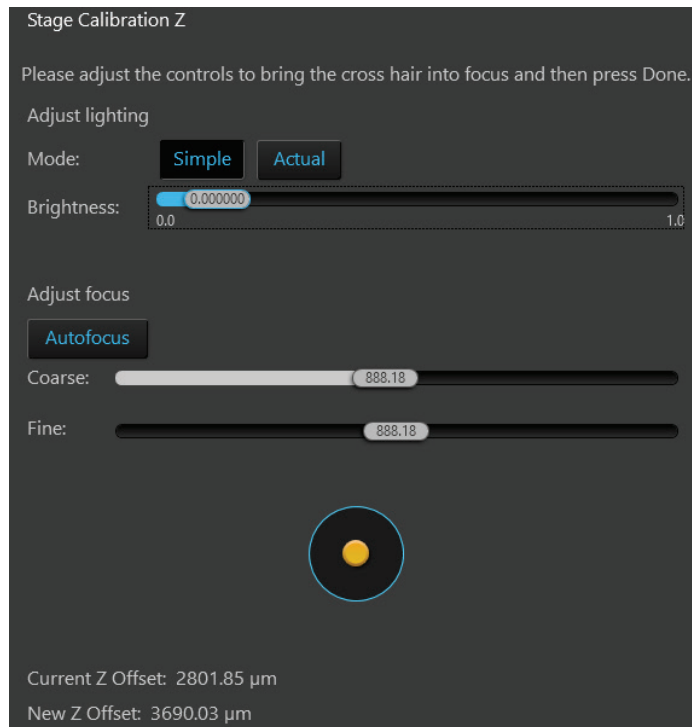 Stage Calibration Z
Please adjust the controls to bring the cross hair into focus and then press Done.
Adjust lighting
Mode: Simple Actual
Brightness: 0.000000
0.0 1.0
Adjust focus
Autofocus
Coarse: 888.18
Fine: 888.18
Current Z Offset: 2801.85 µm
New Z Offset: 3690.03 µm